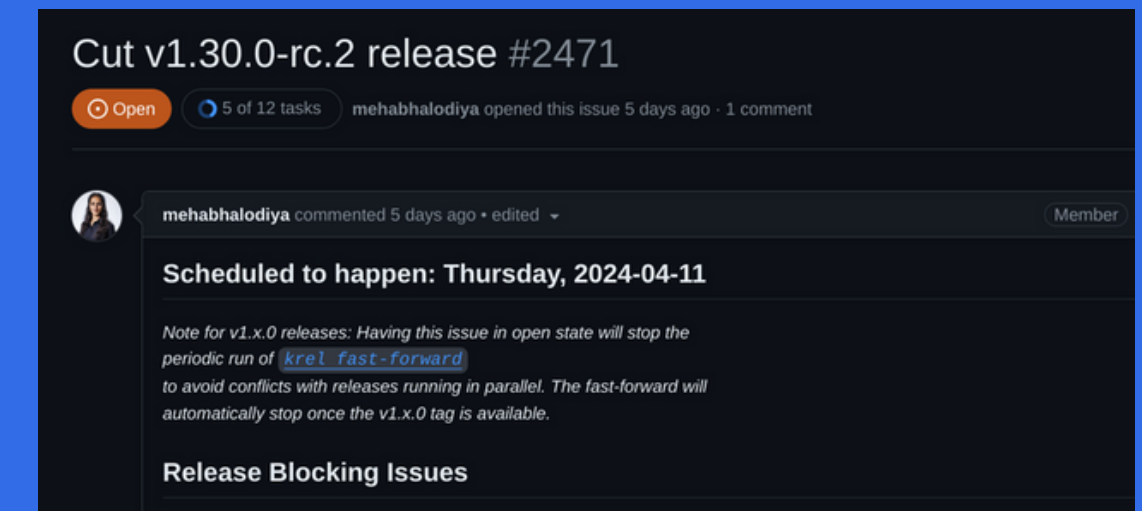 Cut v1.30.0-rc.2 release #2471
Open 5 of 12 tasks mehabhalodiya opened this issue 5 days ago · 1 comment
mehabhalodiya commented 5 days ago • edited Member
Scheduled to happen: Thursday, 2024-04-11
Note for v1.x.0 releases: Having this issue in open state will stop the
periodic run of krel fast-forward
to avoid conflicts with releases running in parallel. The fast-forward will
automatically stop once the v1.x.0 tag is available.
Release Blocking Issues